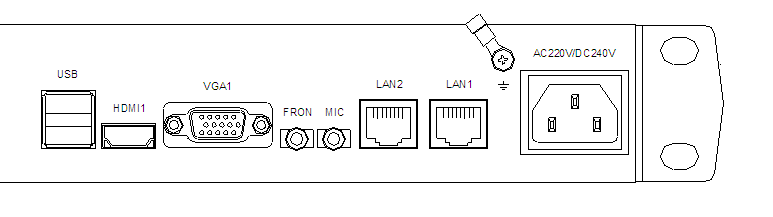 AC220V/DC240V
USB
VGA1
LAN2
LAN1
HDMI1
FRON
MIC